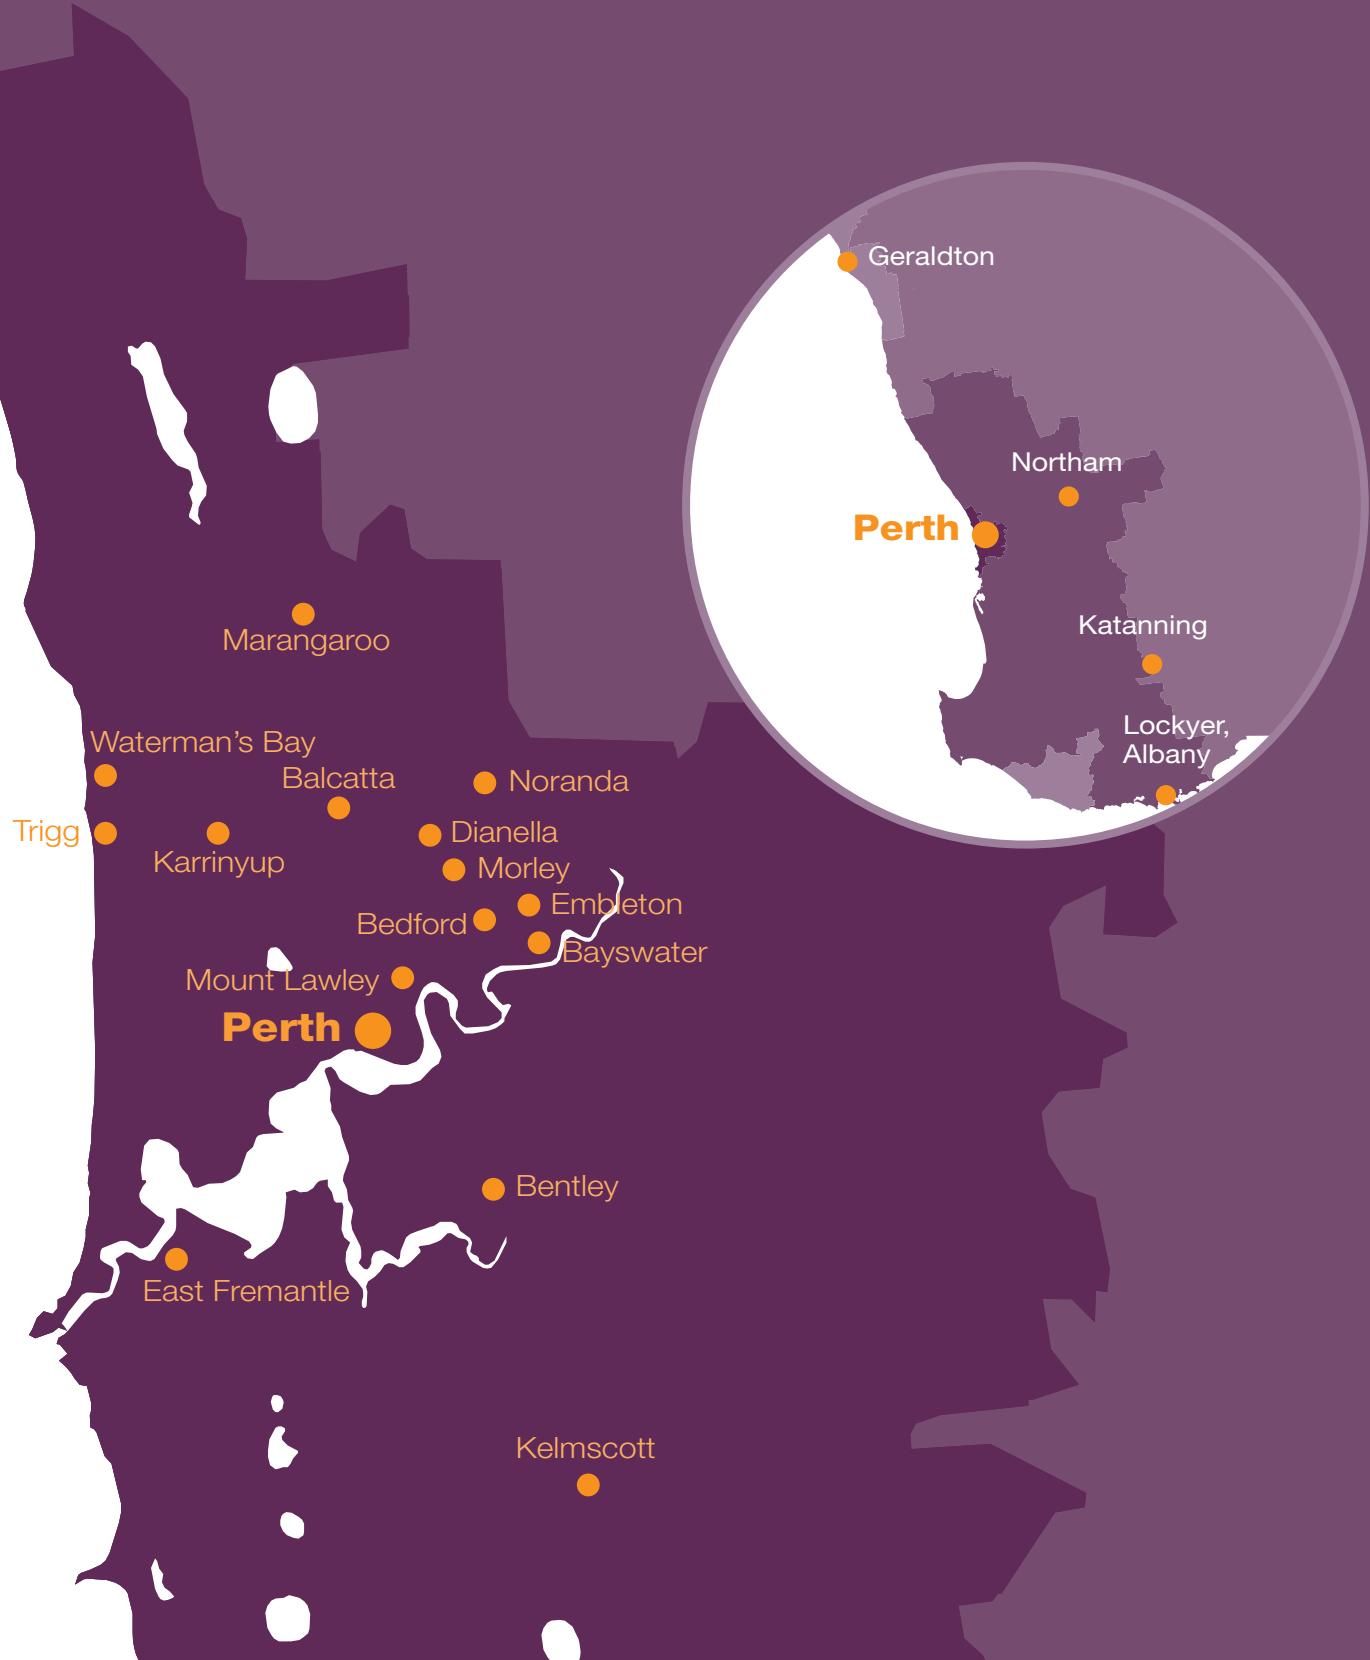 Geraldton
Northam
Perth
Katanning
Lockyer,
Albany
Marangaroo
Waterman’s Bay
Balcatta
Noranda
Trigg
Dianella
Karrinyup
Morley
Embleton
Bedford
Bayswater
Mount Lawley
Perth
Bentley
East Fremantle
Kelmscott